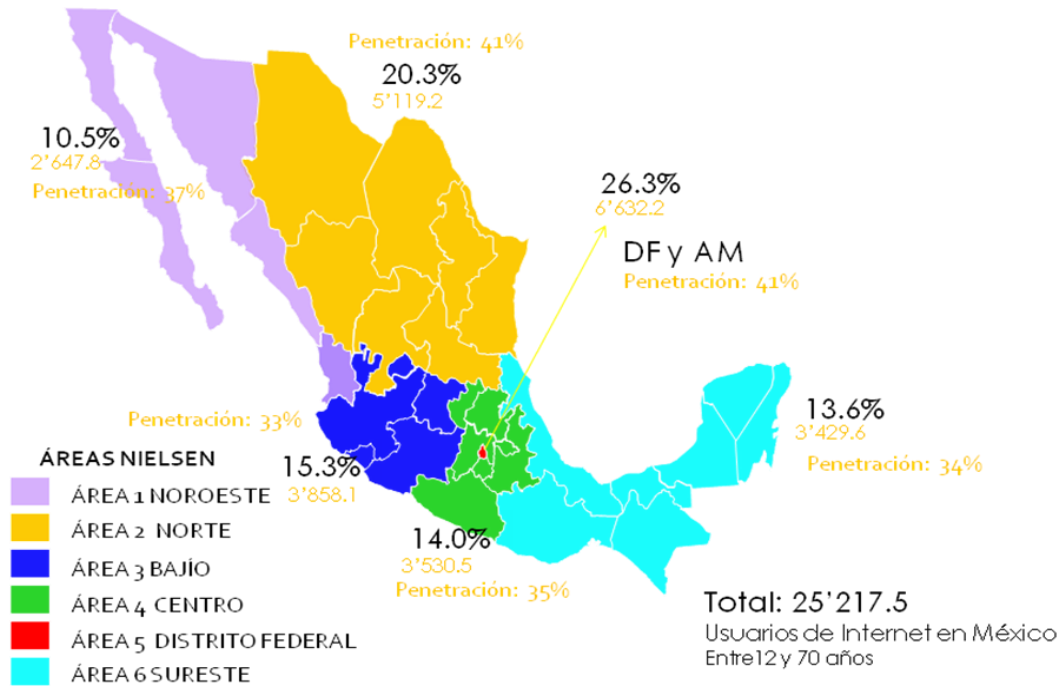 Penetración: 41%
20.3%
5'119.2
10.5%
2'647.8
Penetración: 37%
26.3%
6'632.2
DF y AM
Penetración: 41%
Penetración: 33%
15.3%
3'858.1
13.6%
3'429.6
Penetración: 34%
14.0%
3'530.5
Penetración: 35%
ÁREAS NIELSEN
ÁREA 1 NOROESTE
ÁREA 2 NORTE
ÁREA 3 BAJÍO
ÁREA 4 CENTRO
ÁREA 5 DISTRITO FEDERAL
ÁREA 6 SURESTE
Total: 25'217.5
Usuarios de Internet en México
Entre12 y 70 años